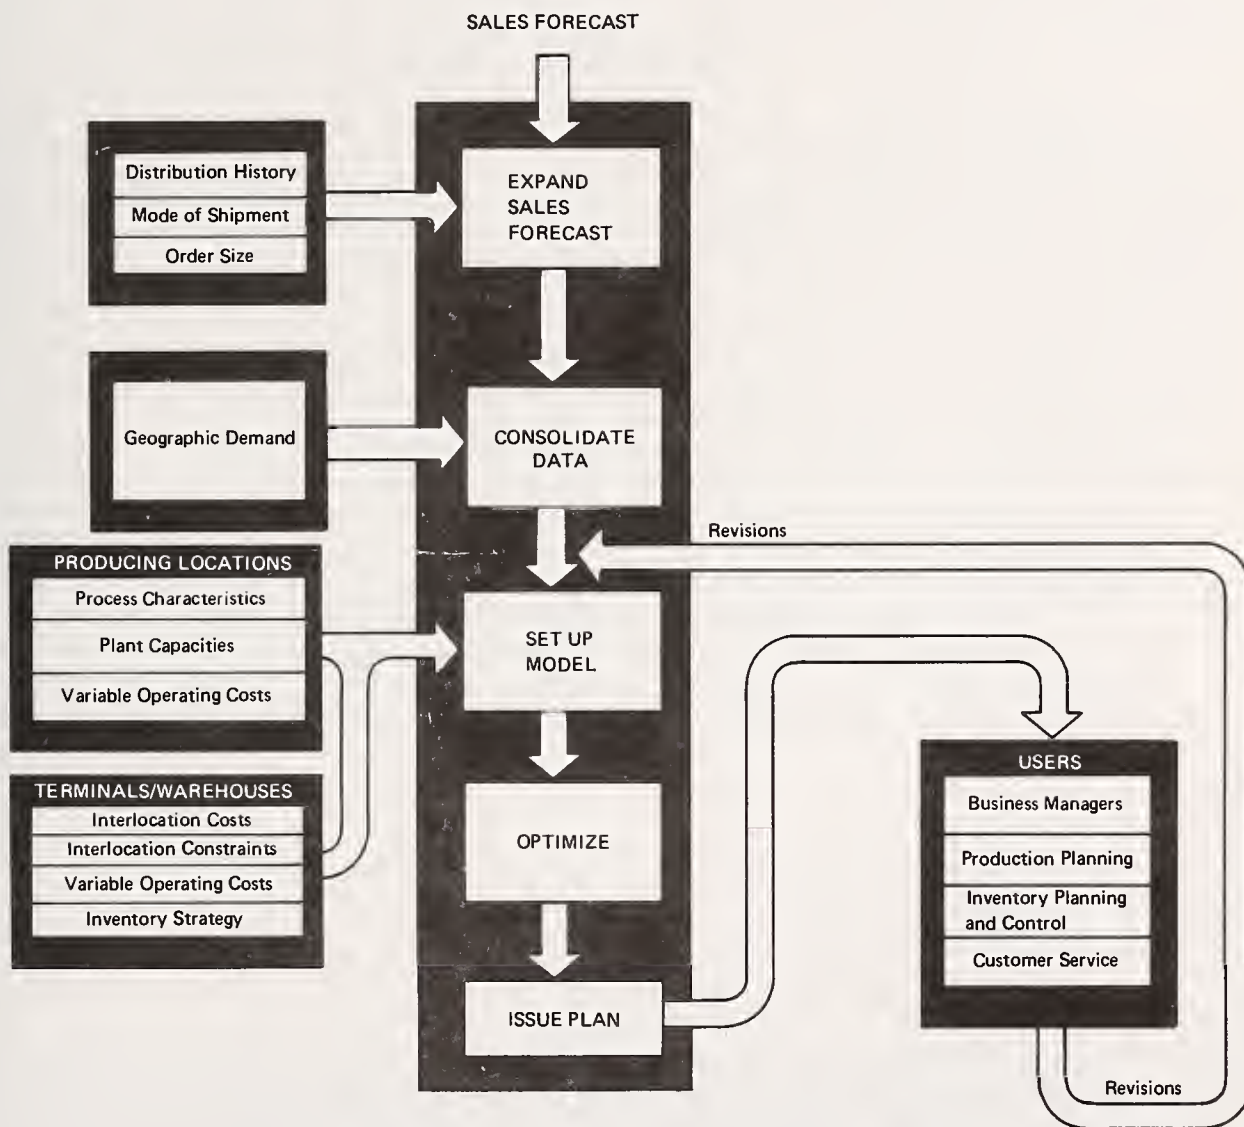 SALES FORECAST
Distribution History
Mode of Shipment
Order Size
EXPAND
SALES
FORECAST
Geographic Demand
CONSOLIDATE
DATA
Revisions
PRODUCING LOCATIONS
Process Characteristics
Plant Capacities
Variable Operating Costs
SET UP
MODEL
TERMINALS/WAREHOUSES
Interlocation Costs
Interlocation Constraints
Variable Operating Costs
Inventory Strategy
OPTIMIZE
ISSUE PLAN
USERS
Business Managers
Production Planning
Inventory Planning
and Control
Customer Service
Revisions